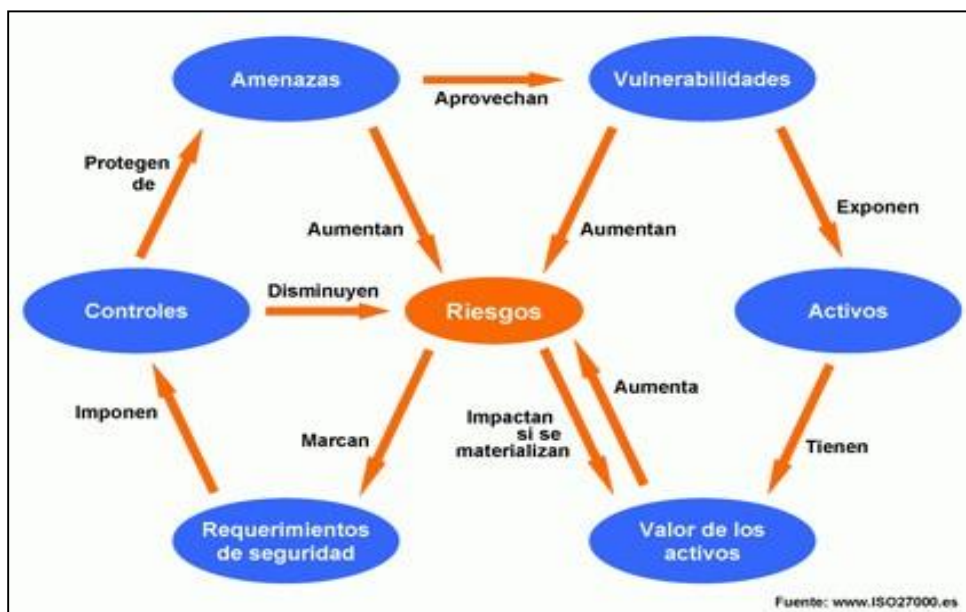 Amenazas
Aprovechan
Vulnerabilidades
Protegen
de
Aumentan
Aumentan
Exponen
Controles
Disminuyen
Riesgos
Activos
Imponen
Marcan
Impactan
si se
materializan
Aumenta
Tienen
Requerimientos
de seguridad
Valor de los
activos
Fuente: www.ISO27000.es